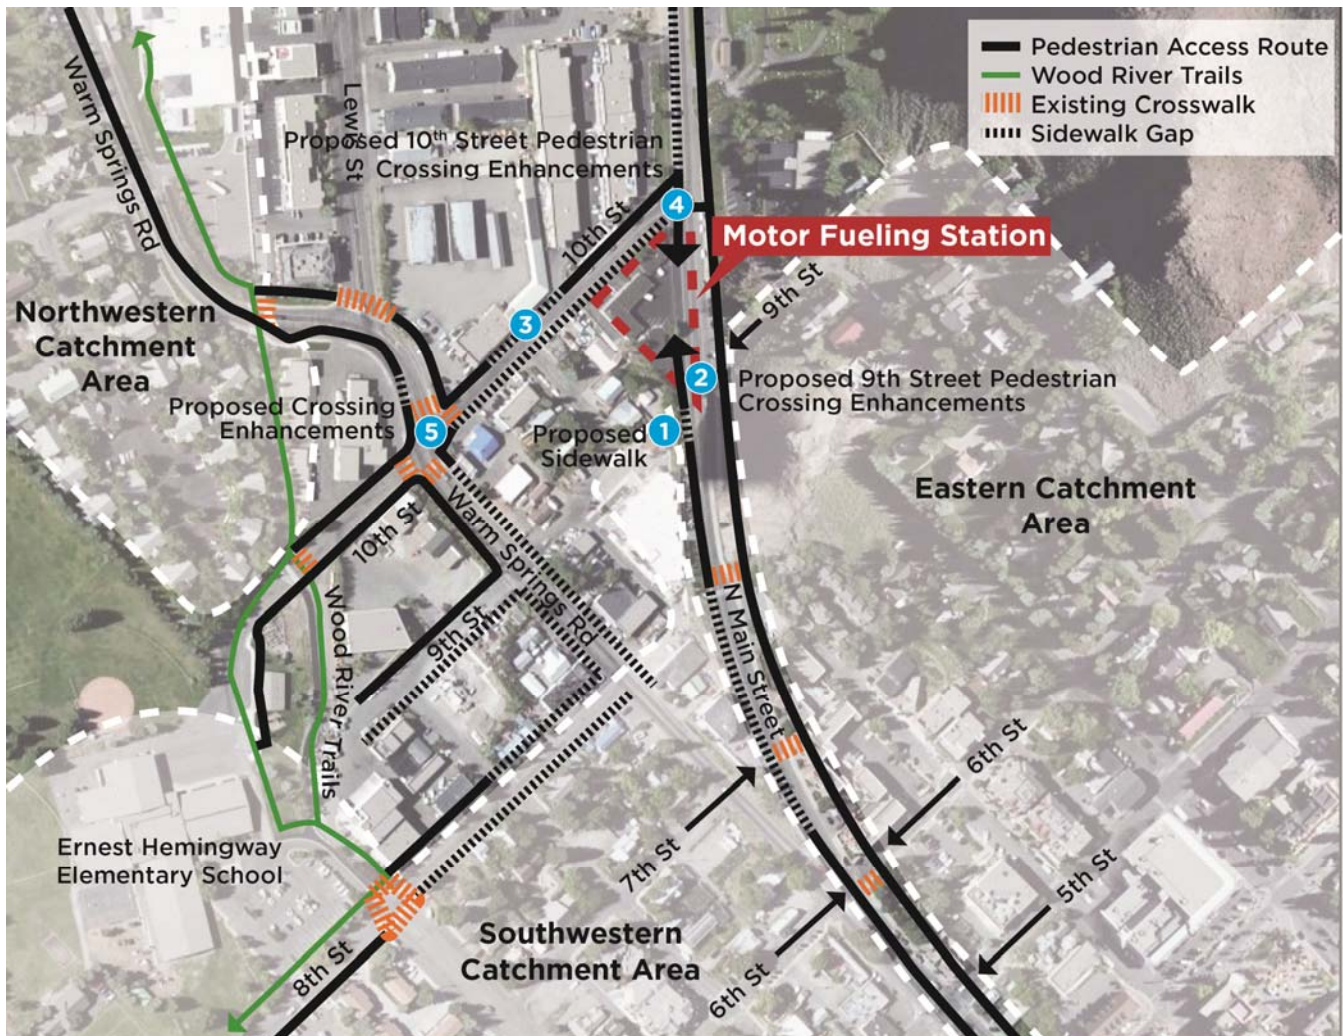 Pedestrian Access Route
Wood River Trails
Existing Crosswalk
Sidewalk Gap
Warm Springs Rd
Lewis St
Proposed 10th Street Pedestrian
Crossing Enhancements
4
10th St
Motor Fueling Station
9th St
Northwestern
Catchment
Area
3
2
Proposed 9th Street Pedestrian
Crossing Enhancements
Proposed Crossing
Enhancements
5
Proposed
Sidewalk
1
Eastern Catchment
Area
10th St
Warm Springs Rd
Wood River Trails
9th St
N Main Street
Ernest Hemingway
Elementary School
7th St
6th St
5th St
6th St
8th St
Southwestern
Catchment Area